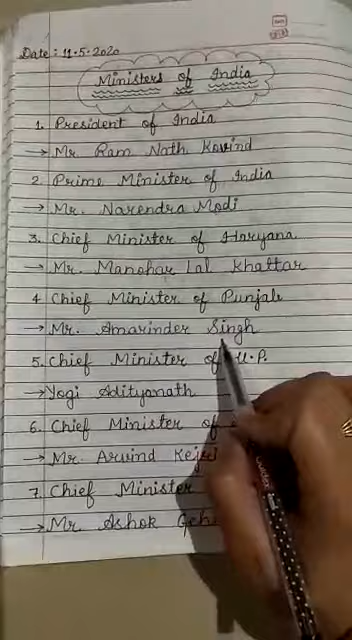 Date: 11.5.2020
Ministers of India
1. President of India
→ Mr. Ram Nath Kovind
2. Prime Minister of India
→ Mr. Narendra Modi
3. Chief Minister of Haryana
→ Mr. Manohar Lal Khattar
4 Chief Minister of Punjab
→ Mr. Amarinder Singh
5. Chief Minister of U.P.
→ Yogi Adityanath
6. Chief Minister of
→ Mr. Arvind Kejri
7. Chief Minister
→ Mr. Ashok Geh